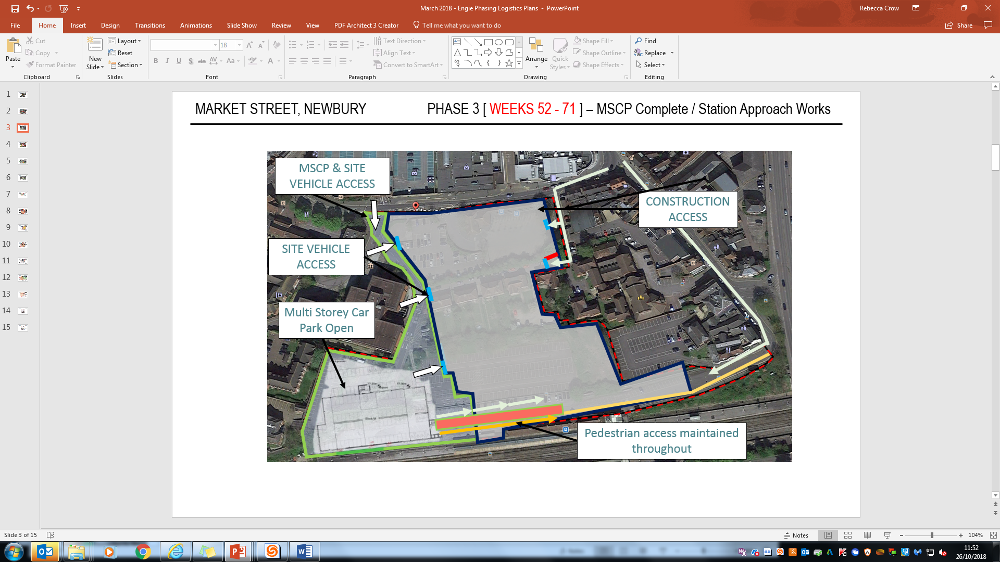 March 2018 - Engie Phasing Logistics Plans - PowerPoint
Rebecca Crow
File Home Insert Design Transitions Animations Slide Show Review View PDF Architect 3 Creator Tell me what you want to do
Share
Paste
Cut
Copy
Format Painter
Clipboard
New
Slide
Layout
Reset
Section
Slides
18
Font
Text Direction
Align Text
Convert to SmartArt
Paragraph
Arrange
Quick
Styles
Shape Fill
Shape Outline
Shape Effects
Drawing
Find
Replace
Select
Editing
1
2
3
4
5
6
7
8
9
10
11
12
13
14
15
MARKET STREET, NEWBURY
PHASE 3 [ WEEKS 52 - 71 ] – MSCP Complete / Station Approach Works
MSCP & SITE
VEHICLE ACCESS
CONSTRUCTION
ACCESS
SITE VEHICLE
ACCESS
Multi Storey Car
Park Open
Pedestrian access maintained
throughout
Slide 3 of 15
Notes
104%
11:52
26/10/2018